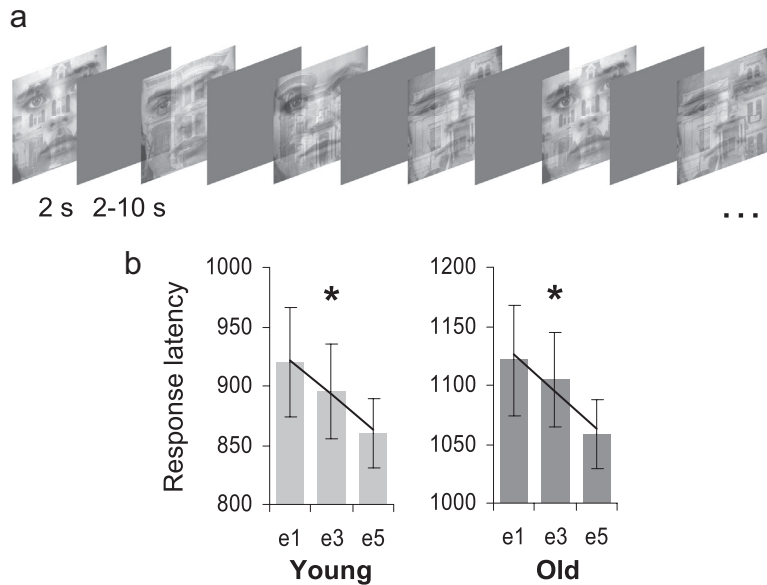 a
2 s 2-10 s
...
b
Response latency
1000
950
900
850
800
*
e1 e3 e5
Young
1200
1150
1100
1050
1000
*
e1 e3 e5
Old